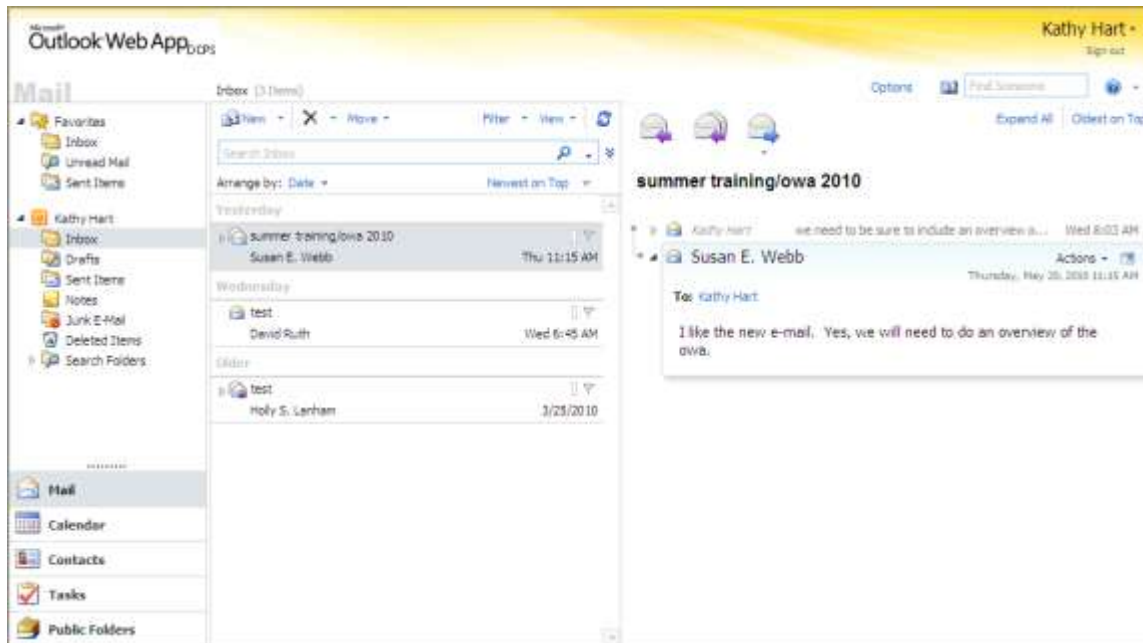 Microsoft
Outlook Web App DCPS
Kathy Hart
Sign out
Mail
Inbox (3 Items)
Options
Find Someone
Favorites
Inbox
Unread Mail
Sent Items
Kathy Hart
Inbox
Drafts
Sent Items
Notes
Junk E-Mail
Deleted Items
Search Folders
Mail
Calendar
Contacts
Tasks
Public Folders
New
Move
Filter
View
Search Inbox
Arrange by: Date
Newest on Top
Yesterday
summer training/owa 2010
Susan E. Webb Thu 11:15 AM
Wednesday
test
David Ruth Wed 6:45 AM
Older
test
Holly S. Lanham 3/25/2010
Expand All Oldest on Top
summer training/owa 2010
Kathy Hart we need to be sure to include an overview o... Wed 8:03 AM
Susan E. Webb Actions
Thursday, May 20, 2010 11:15 AM
To: Kathy Hart
I like the new e-mail. Yes, we will need to do an overview of the
owa.